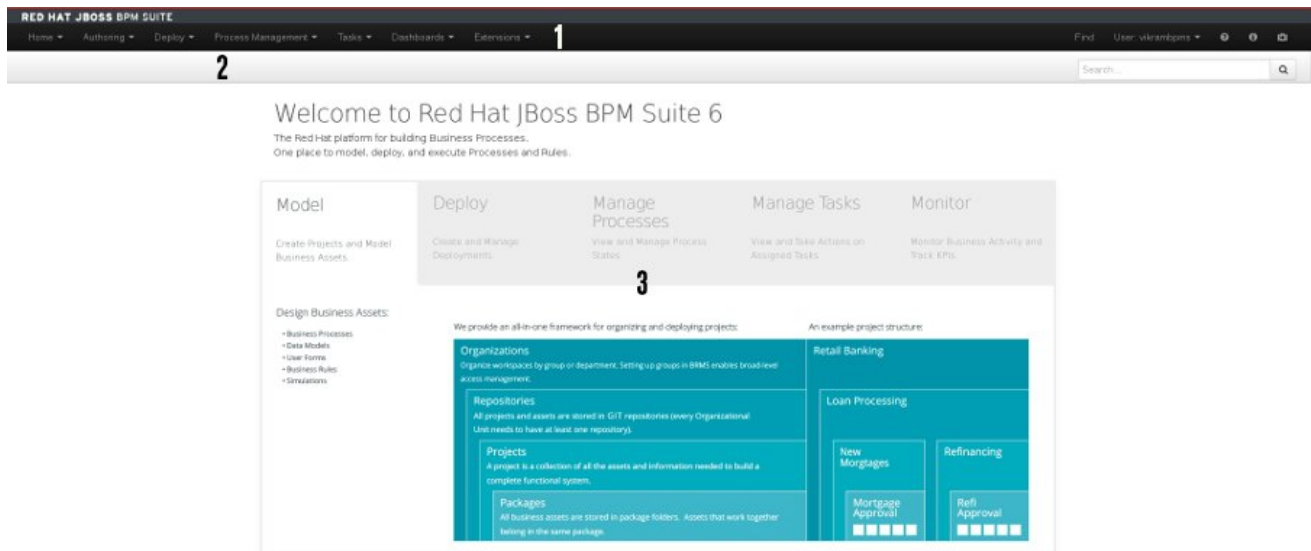 RED HAT JBOSS BPM SUITE
Home Authoring Deploy Process Management Tasks Dashboards Extensions 1 Find User: vikrambpms
2 Search...
Welcome to Red Hat JBoss BPM Suite 6
The Red Hat platform for building Business Processes.
One place to model, deploy, and execute Processes and Rules.
Model
Create Projects and Model
Business Assets.
Deploy
Create and Manage
Deployments.
Manage
Processes
View and Manage Process
States
Manage Tasks
View and Take Actions on
Assigned Tasks
Monitor
Monitor Business Activity and
Track KPIs.
3
Design Business Assets:
• Business Processes
• Data Models
• User Forms
• Business Rules
• Simulations
We provide an all-in-one framework for organizing and deploying projects:
Organizations
Organize workspaces by group or department. Setting up groups in BRMS enables broad-level
access management.
Repositories
All projects and assets are stored in GIT repositories (every Organizational
Unit needs to have at least one repository).
Projects
A project is a collection of all the assets and information needed to build a
complete functional system.
Packages
All business assets are stored in package folders. Assets that work together
belong in the same package.
An example project structure:
Retail Banking
Loan Processing
New
Morgtages
Mortgage
Approval
Refinancing
Refi
Approval